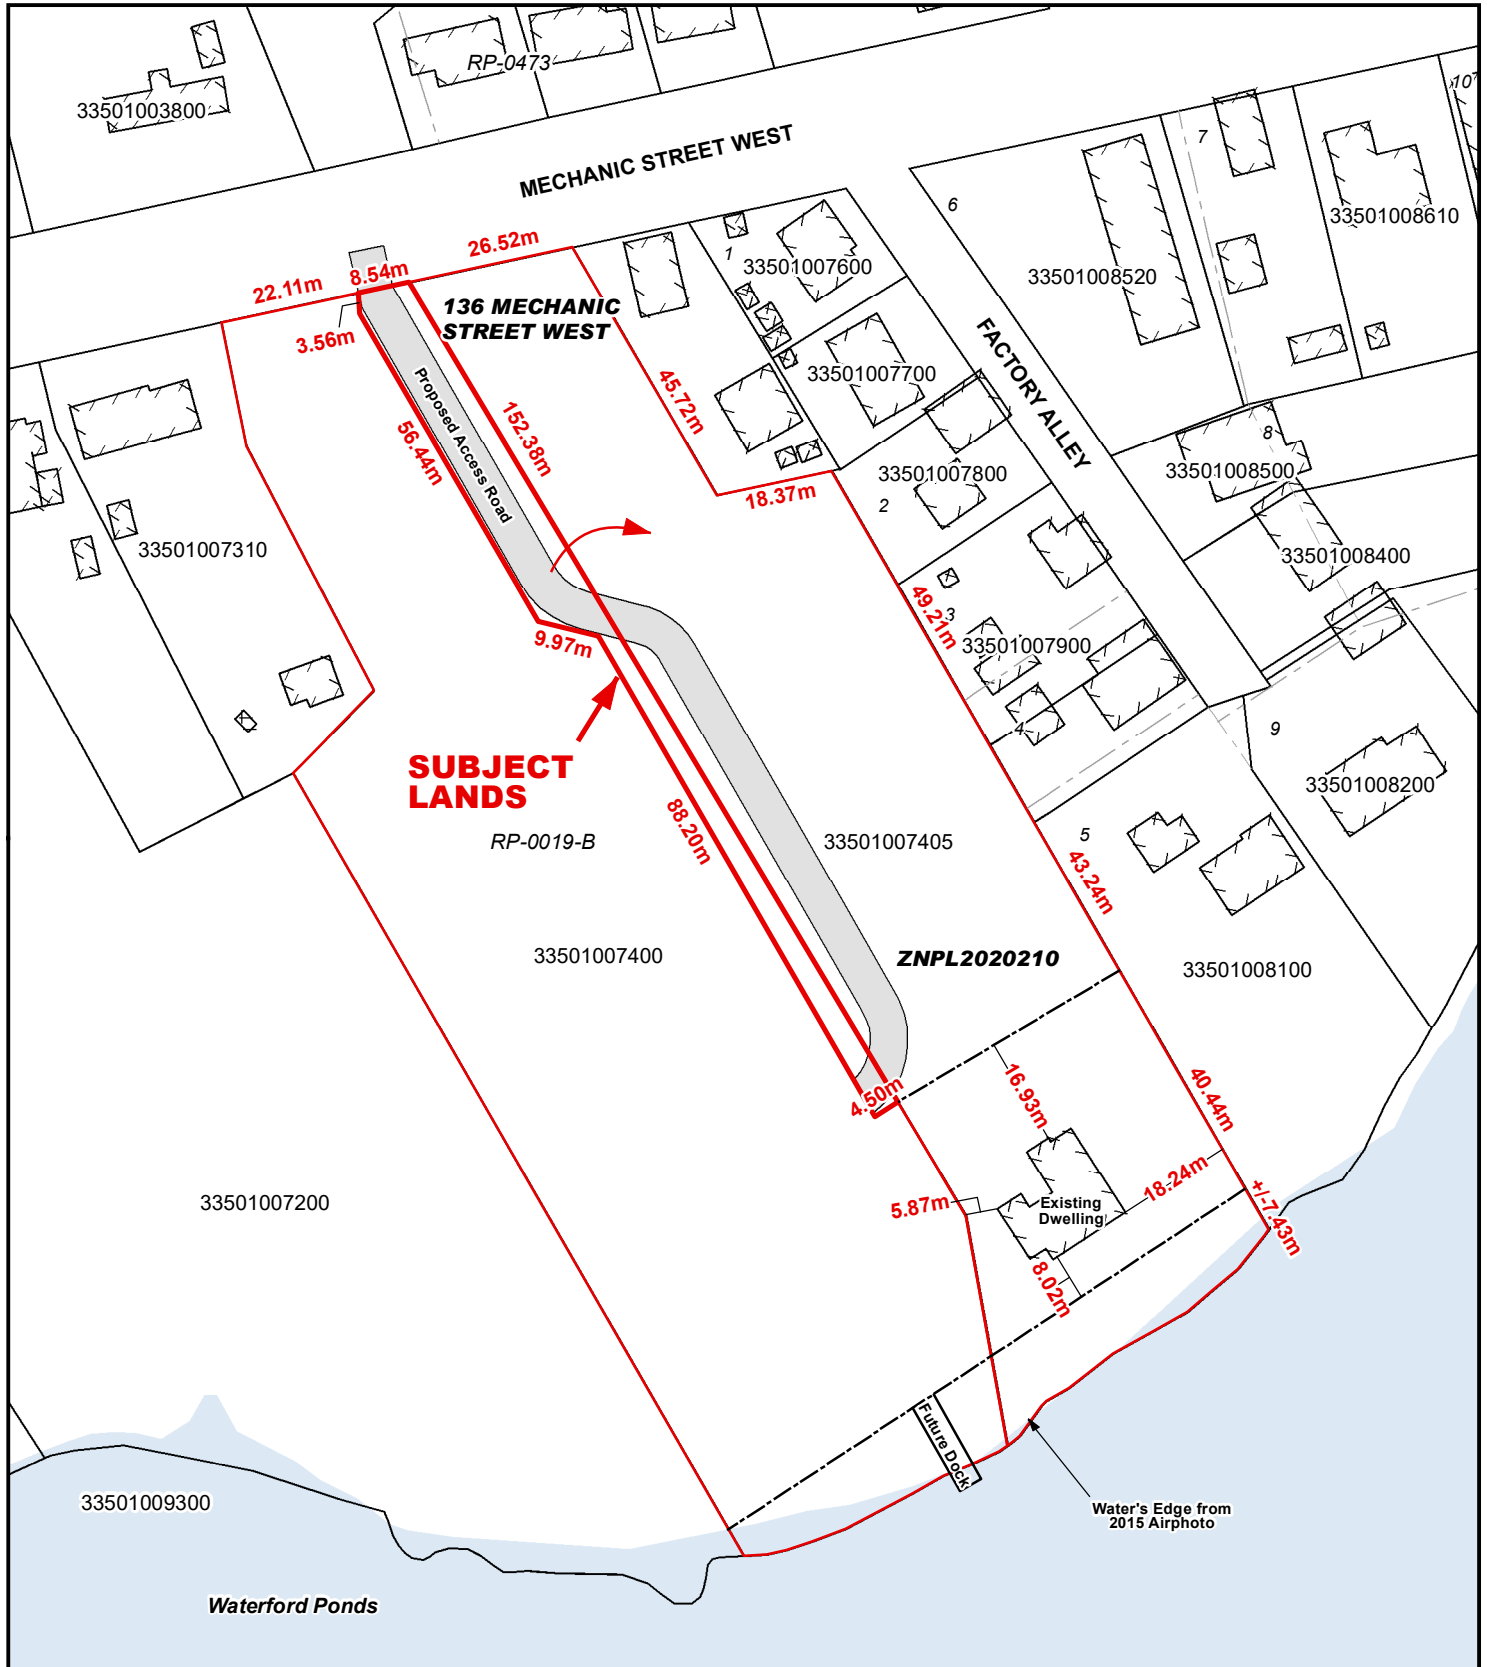 RP-0473
33501003800
10
7
MECHANIC STREET WEST
6
33501008610
26.52m
1
33501007600
33501008520
8.54m
22.11m
136 MECHANIC
STREET WEST
3.56m
FACTORY ALLEY
33501007700
45.72m
Proposed Access Road
152.38m
56.44m
8
33501007800
33501008500
18.37m
2
33501007310
33501008400
49.21m
3
9.97m
33501007900
4
9
SUBJECT
LANDS
33501008200
88.20m
RP-0019-B
33501007405
5
43.24m
33501007400
ZNPL2020210
33501008100
16.93m
4.50m
40.44m
18.24m
33501007200
5.87m
Existing
Dwelling
+/-7.43m
8.02m
Future Dock
33501009300
Water's Edge from
2015 Airphoto
Waterford Ponds